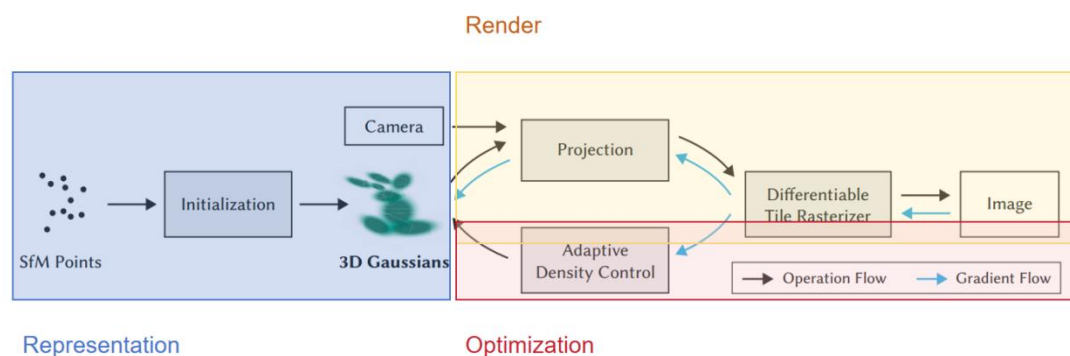 Render
Camera
Projection
Initialization
Differentiable
Tile Rasterizer
Image
SfM Points
3D Gaussians
Adaptive
Density Control
Operation Flow
Gradient Flow
Representation
Optimization